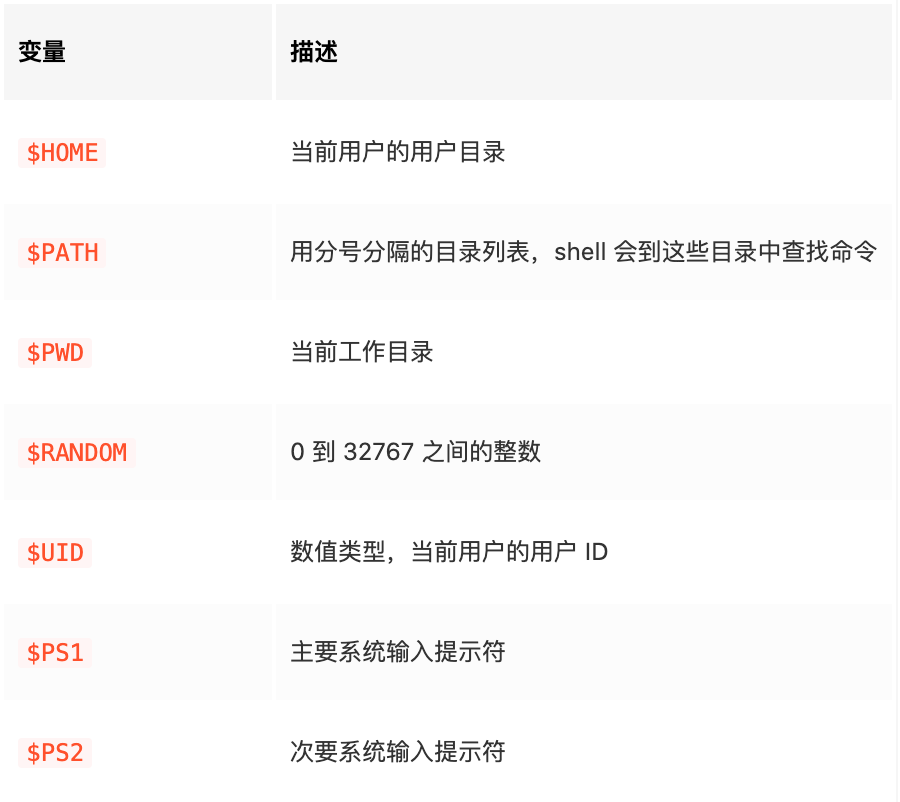 变量 描述
$HOME 当前用户的用户目录
$PATH 用分号分隔的目录列表，shell 会到这些目录中查找命令
$PWD 当前工作目录
$RANDOM 0 到 32767 之间的整数
$UID 数值类型，当前用户的用户 ID
$PS1 主要系统输入提示符
$PS2 次要系统输入提示符